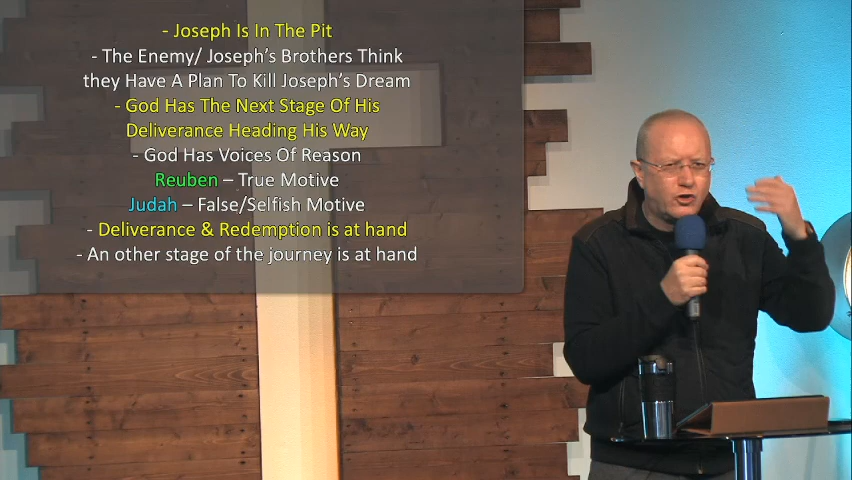 - Joseph Is In The Pit
- The Enemy/ Joseph's Brothers Think
they Have A Plan To Kill Joseph's Dream
- God Has The Next Stage Of His
Deliverance Heading His Way
- God Has Voices Of Reason
Reuben – True Motive
Judah – False/Selfish Motive
- Deliverance & Redemption is at hand
- An other stage of the journey is at hand